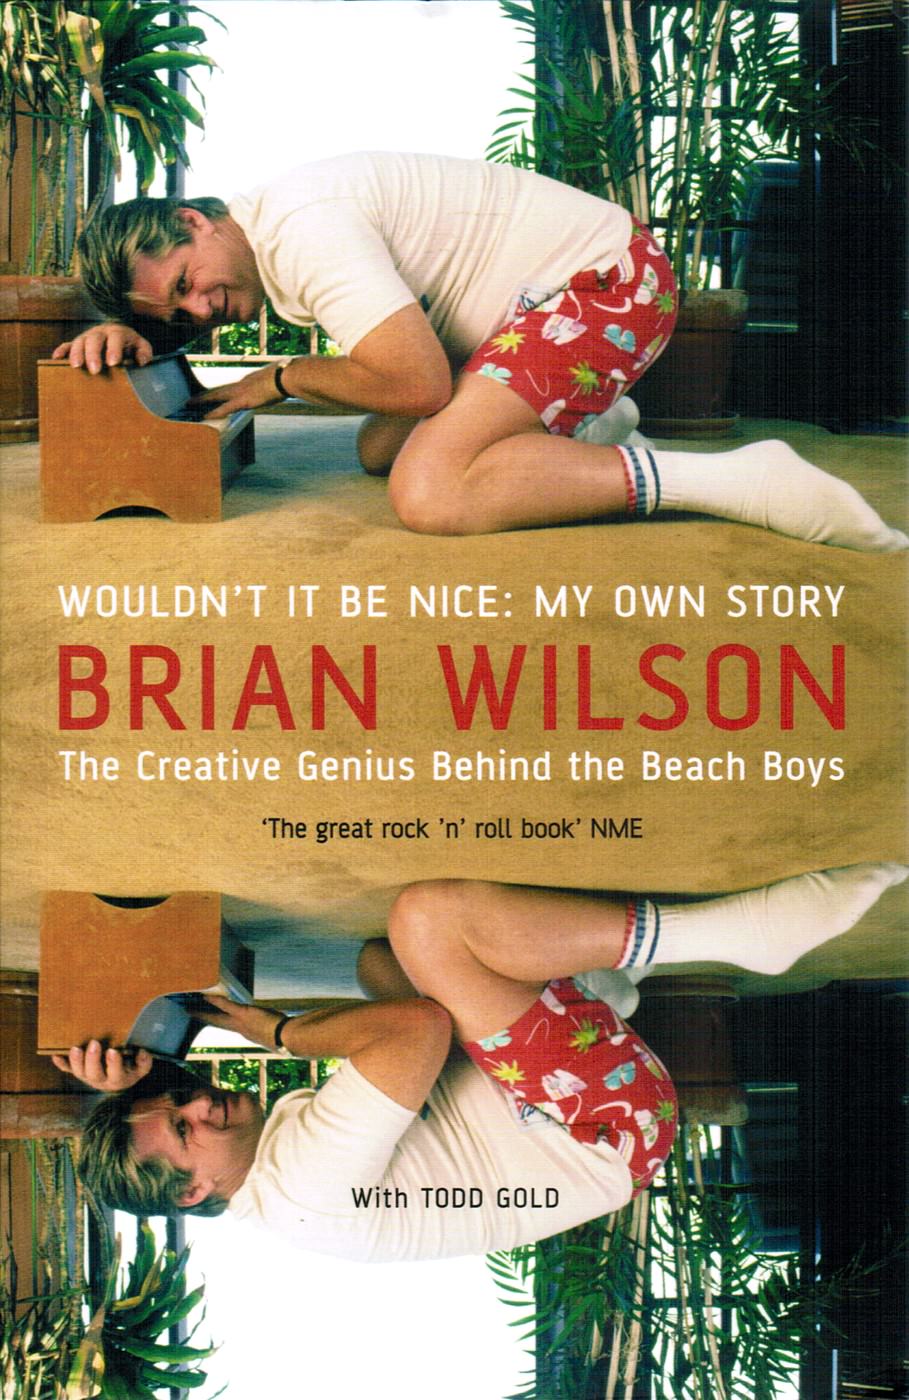 WOULDN'T IT BE NICE: MY OWN STORY
BRIAN WILSON
The Creative Genius Behind the Beach Boys
‘The great rock ’n’ roll book’ NME
With TODD GOLD